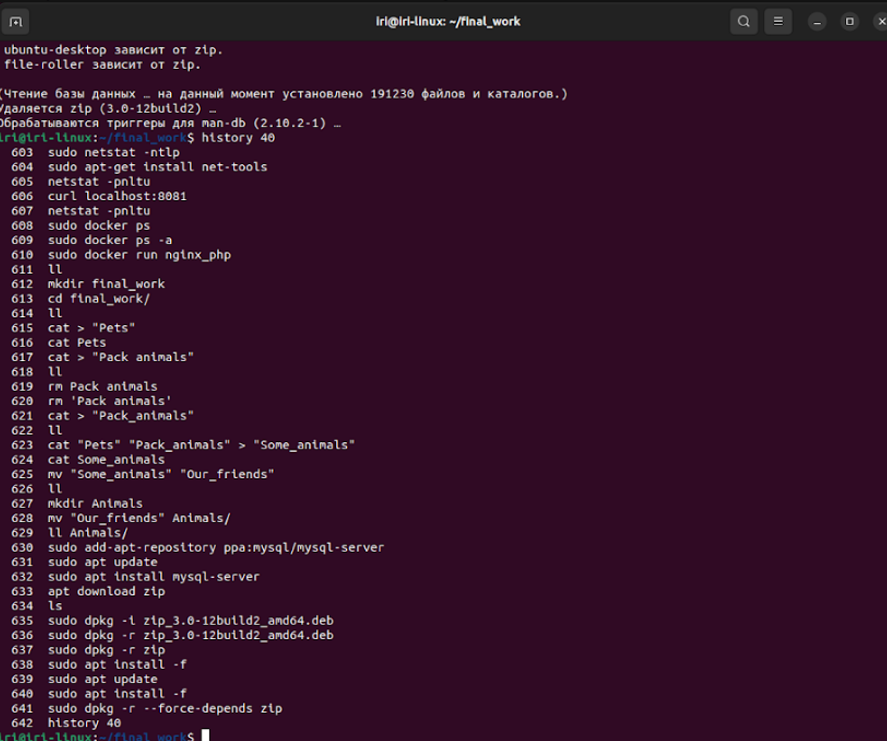 iri@iri-linux: ~/final_work
ubuntu-desktop зависит от zip.
file-roller зависит от zip.
(Чтение базы данных … на данный момент установлено 191230 файлов и каталогов.)
Удаляется zip (3.0-12build2) …
Обрабатываются триггеры для man-db (2.10.2-1) …
iri@iri-linux:~/final_work$ history 40
603 sudo netstat -ntlp
604 sudo apt-get install net-tools
605 netstat -pnltu
606 curl localhost:8081
607 netstat -pnltu
608 sudo docker ps
609 sudo docker ps -a
610 sudo docker run nginx_php
611 ll
612 mkdir final_work
613 cd final_work/
614 ll
615 cat > "Pets"
616 cat Pets
617 cat > "Pack animals"
618 ll
619 rm Pack animals
620 rm 'Pack animals'
621 cat > "Pack_animals"
622 ll
623 cat "Pets" "Pack_animals" > "Some_animals"
624 cat Some_animals
625 mv "Some_animals" "Our_friends"
626 ll
627 mkdir Animals
628 mv "Our_friends" Animals/
629 ll Animals/
630 sudo add-apt-repository ppa:mysql/mysql-server
631 sudo apt update
632 sudo apt install mysql-server
633 apt download zip
634 ls
635 sudo dpkg -i zip_3.0-12build2_amd64.deb
636 sudo dpkg -r zip_3.0-12build2_amd64.deb
637 sudo dpkg -r zip
638 sudo apt install -f
639 sudo apt update
640 sudo apt install -f
641 sudo dpkg -r --force-depends zip
642 history 40
iri@iri-linux:~/final_work$